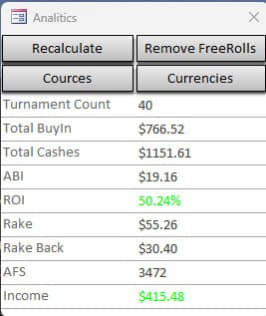 Analitics
Recalculate Remove FreeRolls
Cources Currencies
Turnament Count 40
Total BuyIn $766.52
Total Cashes $1151.61
ABI $19.16
ROI 50.24%
Rake $55.26
Rake Back $30.40
AFS 3472
Income $415.48